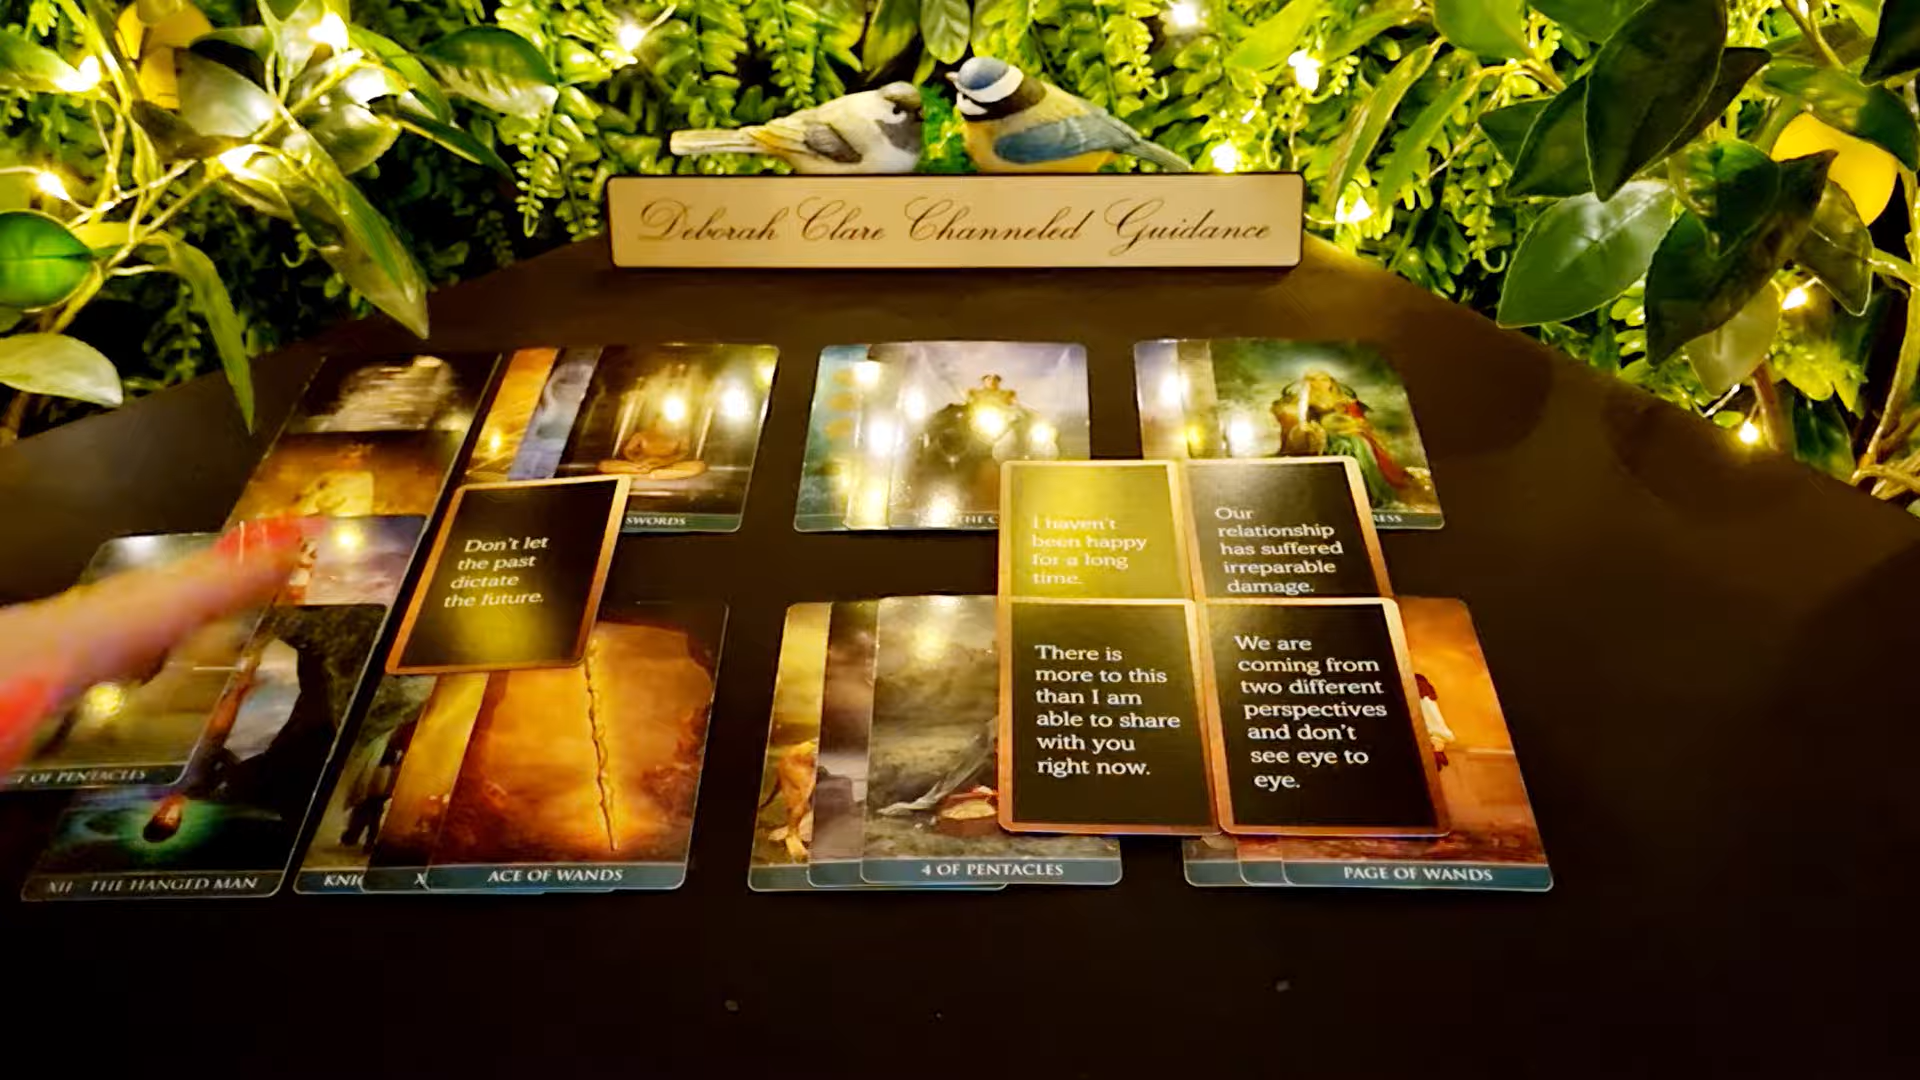 Deborah Clare Channeled Guidance
SWORDS
THE C
RESS
Don't let
the past
dictate
the future.
I haven't
been happy
for a long
time.
Our
relationship
has suffered
irreparable
damage.
There is
more to this
than I am
able to share
with you
right now.
We are
coming from
two different
perspectives
and don't
see eye to
eye.
OF PENTACLES
XII THE HANGED MAN
KNIG
X
ACE OF WANDS
4 OF PENTACLES
PAGE OF WANDS